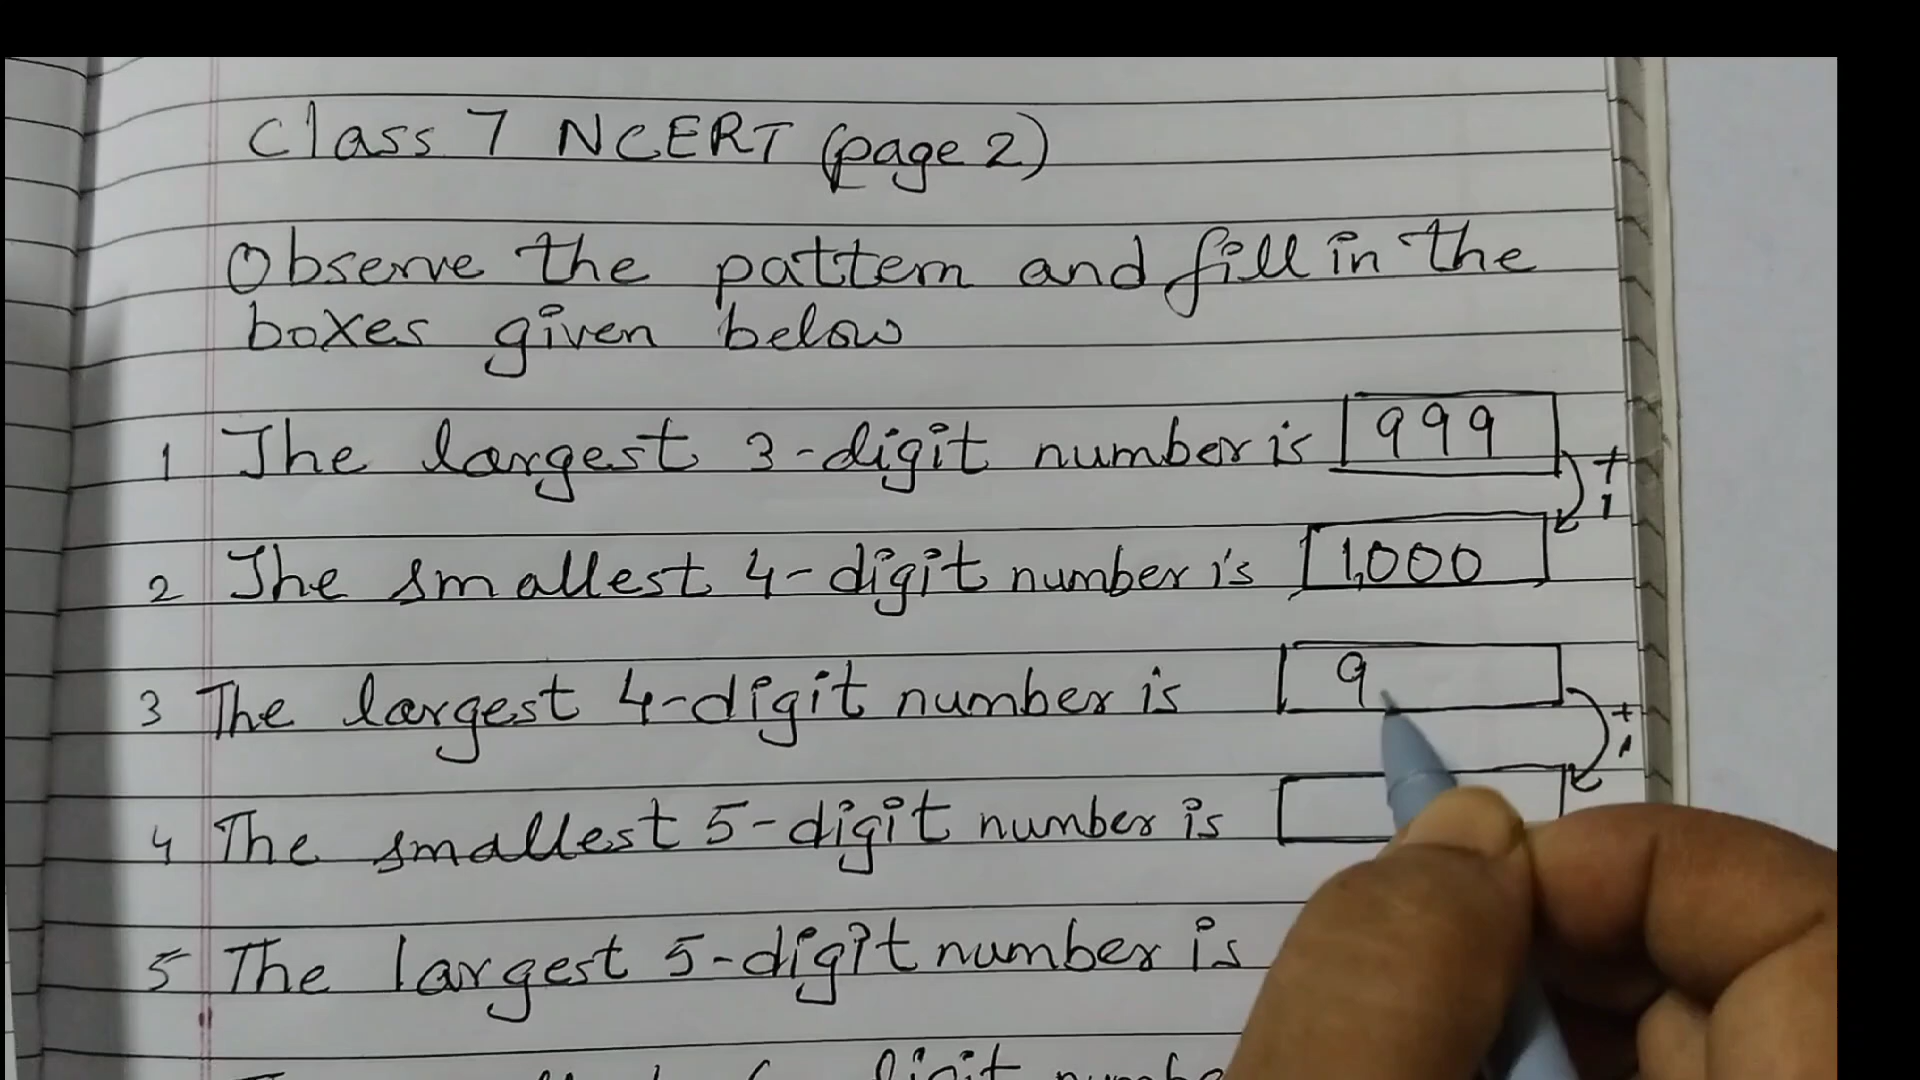 Class 7 NCERT (page 2)
Observe the pattern and fill in the
boxes given below
1 The largest 3-digit number is 999
+
1
2 The smallest 4-digit number is 1,000
3 The largest 4-digit number is 9
+
1
4 The smallest 5-digit number is
5 The largest 5-digit number is
digit